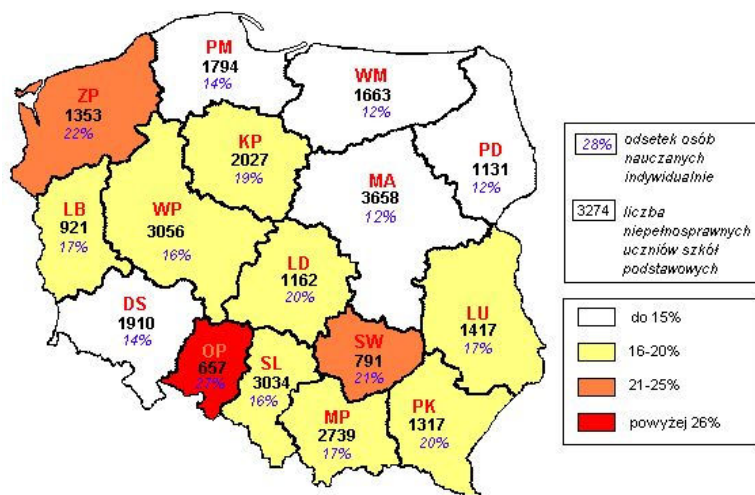 PM
1794
14%
WM
1663
12%
ZP
1353
22%
KP
2027
19%
PD
1131
12%
MA
3658
12%
LB
921
17%
WP
3056
16%
LD
1162
20%
DS
1910
14%
OP
657
27%
SL
3034
16%
SW
791
21%
LU
1417
17%
MP
2739
17%
PK
1317
20%
28% odsetek osób
nauczanych
indywidualnie
3274 liczba
niepełnosprawnych
uczniów szkół
podstawowych
do 15%
16-20%
21-25%
powyżej 26%